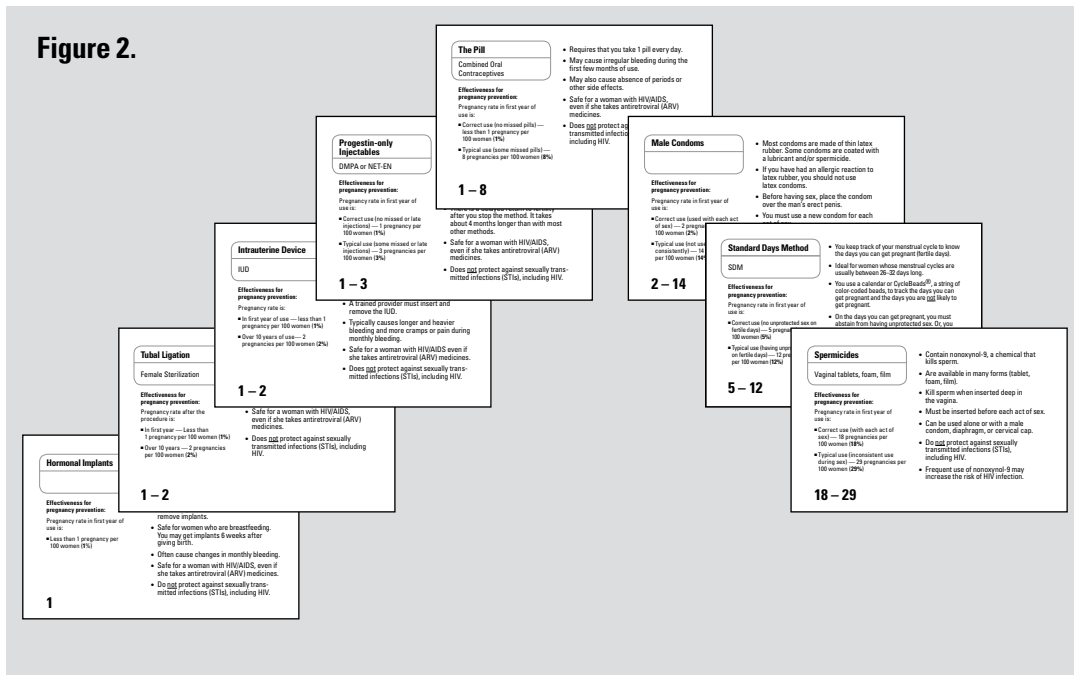 Figure 2.
The Pill
Combined Oral
Contraceptives
Effectiveness for
pregnancy prevention:
Pregnancy rate in first year of
use is:
■ Correct use (no missed pills) —
less than 1 pregnancy per
100 women (1%)
■ Typical use (some missed pills) —
8 pregnancies per 100 women (8%)
1 – 8
• Requires that you take 1 pill every day.
• May cause irregular bleeding during the
first few months of use.
• May also cause absence of periods or
other side effects.
• Safe for a woman with HIV/AIDS,
even if she takes antiretroviral (ARV)
medicines.
• Does not protect ag
transmitted infectio
including HIV.
Progestin-only
Injectables
DMPA or NET-EN
Effectiveness for
pregnancy prevention:
Pregnancy rate in first year of
use is:
■ Correct use (no missed or late
injections) — 1 pregnancy per
100 women (1%)
■ Typical use (some missed or late
injections) — 3 pregnancies per
100 women (3%)
1 – 3
after you stop the method. It takes
about 4 months longer than with most
other methods.
• Safe for a woman with HIV/AIDS,
even if she takes antiretroviral (ARV)
medicines.
• Does not protect against sexually trans-
mitted infections (STIs), including HIV.
Male Condoms
Effectiveness for
pregnancy prevention:
Pregnancy rate in first year of
use is:
■ Correct use (used with each act
of sex) — 2 pregnan
100 women (2%)
■ Typical use (not use
consistently) — 14
per 100 women (14%
2 – 14
• Most condoms are made of thin latex
rubber. Some condoms are coated with
a lubricant and/or spermicide.
• If you have had an allergic reaction to
latex rubber, you should not use
latex condoms.
• Before having sex, place the condom
over the man's erect penis.
• You must use a new condom for each
Intrauterine Device
IUD
Effectiveness for
pregnancy prevention:
Pregnancy rate is:
■ In first year of use — less than 1
pregnancy per 100 women (1%)
■ Over 10 years of use— 2
pregnancies per 100 women (2%)
1 – 2
• A trained provider must insert and
remove the IUD.
• Typically causes longer and heavier
bleeding and more cramps or pain during
monthly bleeding.
• Safe for a woman with HIV/AIDS even if
she takes antiretroviral (ARV) medicines.
• Does not protect against sexually trans-
mitted infections (STIs), including HIV.
Standard Days Method
SDM
Effectiveness for
pregnancy prevention:
Pregnancy rate in first year of
use is:
■ Correct use (no unprotected sex on
fertile days) — 5 pregnan
100 women (5%)
■ Typical use (having unpr
on fertile days) — 12 pre
per 100 women (12%)
5 – 12
• You keep track of your menstrual cycle to know
the days you can get pregnant (fertile days).
• Ideal for women whose menstrual cycles are
usually between 26–32 days long.
• You use a calendar or CycleBeads®, a string of
color-coded beads, to track the days you can
get pregnant and the days you are not likely to
get pregnant.
• On the days you can get pregnant, you must
abstain from having unprotected sex. Or, you
Tubal Ligation
Female Sterilization
Effectiveness for
pregnancy prevention:
Pregnancy rate after the
procedure is:
■ In first year — Less than
1 pregnancy per 100 women (1%)
■ Over 10 years — 2 pregnancies
per 100 women (2%)
1 – 2
• Safe for a woman with HIV/AIDS,
even if she takes antiretroviral (ARV)
medicines.
• Does not protect against sexually
transmitted infections (STIs), including
HIV.
Spermicides
Vaginal tablets, foam, film
Effectiveness for
pregnancy prevention:
Pregnancy rate in first year of
use is:
■ Correct use (with each act of
sex) — 18 pregnancies per
100 women (18%)
■ Typical use (inconsistent use
during sex) — 29 pregnancies per
100 women (29%)
18 – 29
• Contain nonoxynol-9, a chemical that
kills sperm.
• Are available in many forms (tablet,
foam, film).
• Kill sperm when inserted deep in
the vagina.
• Must be inserted before each act of sex.
• Can be used alone or with a male
condom, diaphragm, or cervical cap.
• Do not protect against sexually
transmitted infections (STIs),
including HIV.
• Frequent use of nonoxynol-9 may
increase the risk of HIV infection.
Hormonal Implants
Effectiveness for
pregnancy prevention:
Pregnancy rate in first year of
use is:
■ Less than 1 pregnancy per
100 women (1%)
1
remove implants.
• Safe for women who are breastfeeding.
You may get implants 6 weeks after
giving birth.
• Often cause changes in monthly bleeding.
• Safe for a woman with HIV/AIDS, even if
she takes antiretroviral (ARV) medicines.
• Do not protect against sexually trans-
mitted infections (STIs), including HIV.